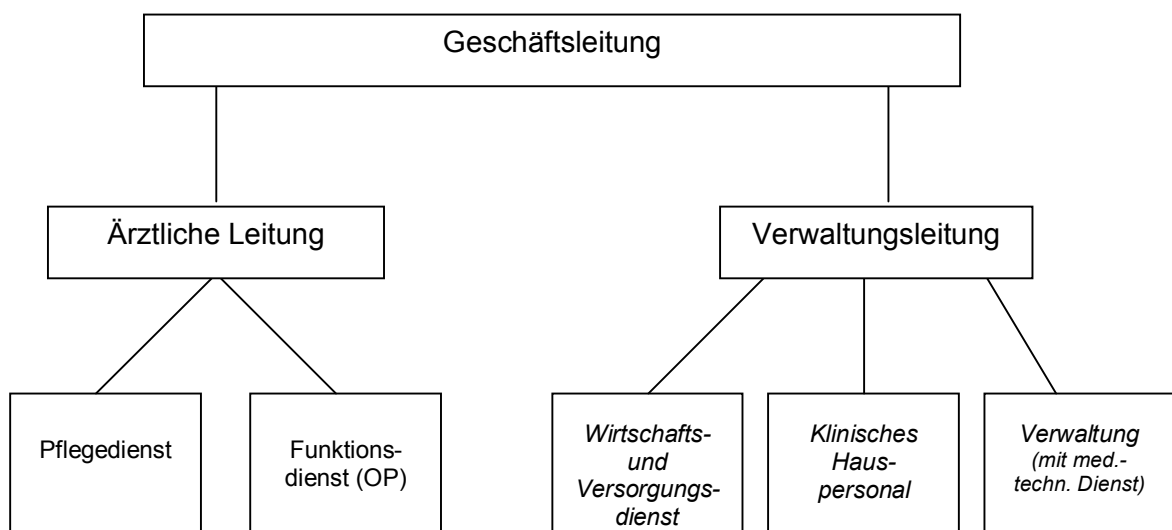 Geschäftsleitung
Ärztliche Leitung
Verwaltungsleitung
Pflegedienst
Funktions-
dienst (OP)
Wirtschafts-
und
Versorgungs-
dienst
Klinisches
Haus-
personal
Verwaltung
(mit med.-
techn. Dienst)